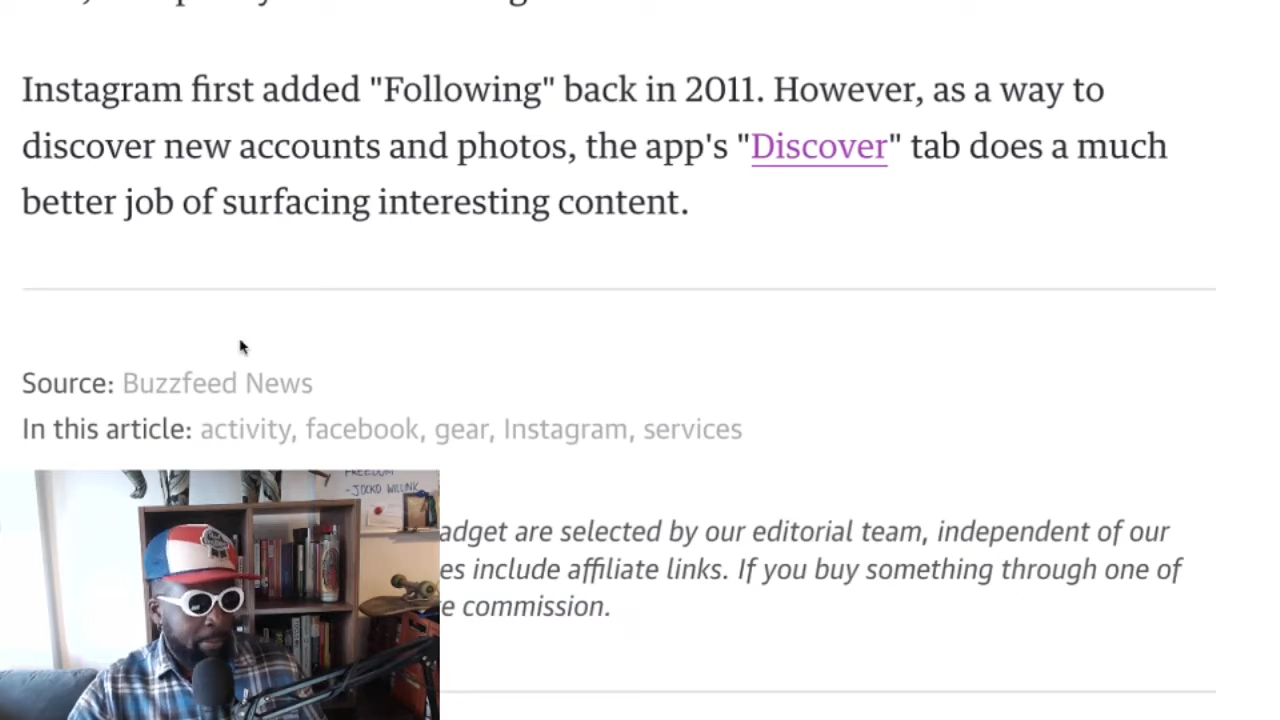 Instagram first added "Following" back in 2011. However, as a way to
discover new accounts and photos, the app's "Discover" tab does a much
better job of surfacing interesting content.
Source: Buzzfeed News
In this article: activity, facebook, gear, Instagram, services
FREEDOM
-JOCKO WILLINK
adget are selected by our editorial team, independent of our
es include affiliate links. If you buy something through one of
e commission.